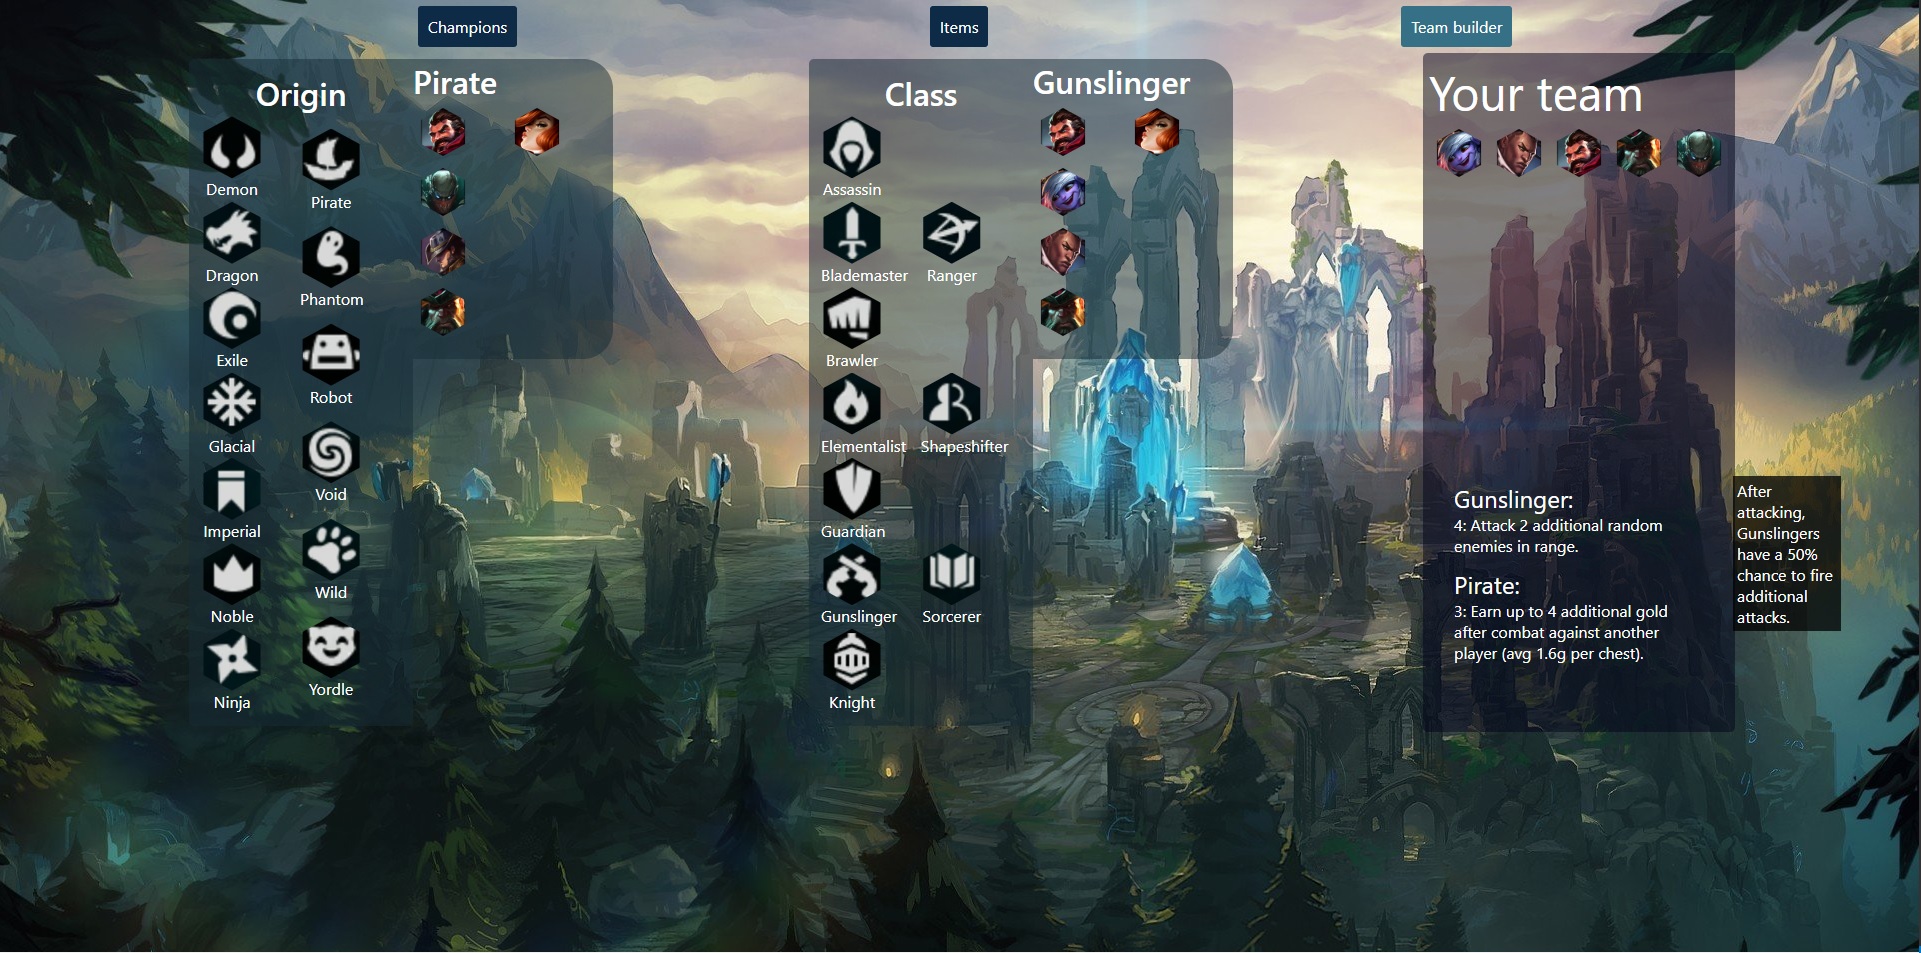 Champions
Items
Team builder
Origin
Demon
Dragon
Exile
Glacial
Imperial
Noble
Ninja
Pirate
Phantom
Robot
Void
Wild
Yordle
Pirate
Class
Assassin
Blademaster
Brawler
Elementalist
Guardian
Gunslinger
Knight
Ranger
Shapeshifter
Sorcerer
Gunslinger
Your team
Gunslinger:
4: Attack 2 additional random
enemies in range.
Pirate:
3: Earn up to 4 additional gold
after combat against another
player (avg 1.6g per chest).
After
attacking,
Gunslingers
have a 50%
chance to fire
additional
attacks.